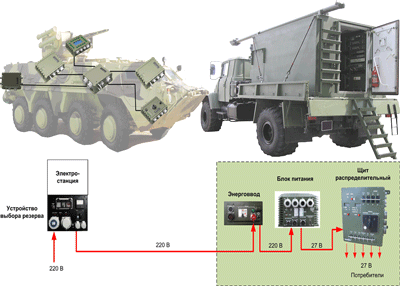 Электро-
станция
Устройство
выбора резерва
220 В
220 В
Энерговвод
220 В
Блок питания
27 В
Щит
распределительный
27 В
Потребители